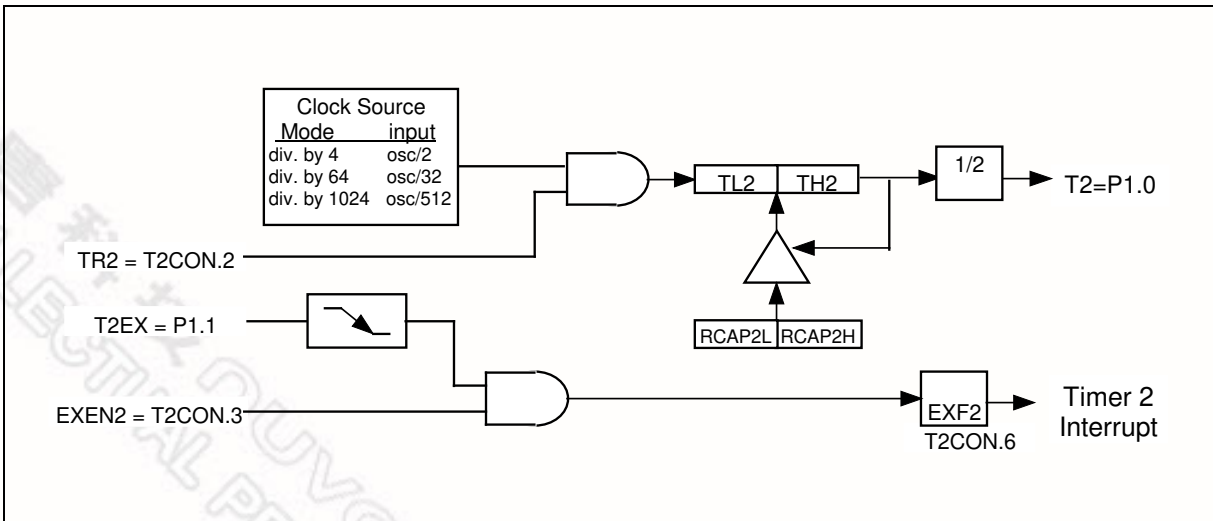 Clock Source
Mode input
div. by 4 osc/2
div. by 64 osc/32
div. by 1024 osc/512
TL2 TH2
1/2
T2=P1.0
TR2 = T2CON.2
T2EX = P1.1
RCAP2L RCAP2H
EXEN2 = T2CON.3
EXF2
T2CON.6
Timer 2
Interrupt